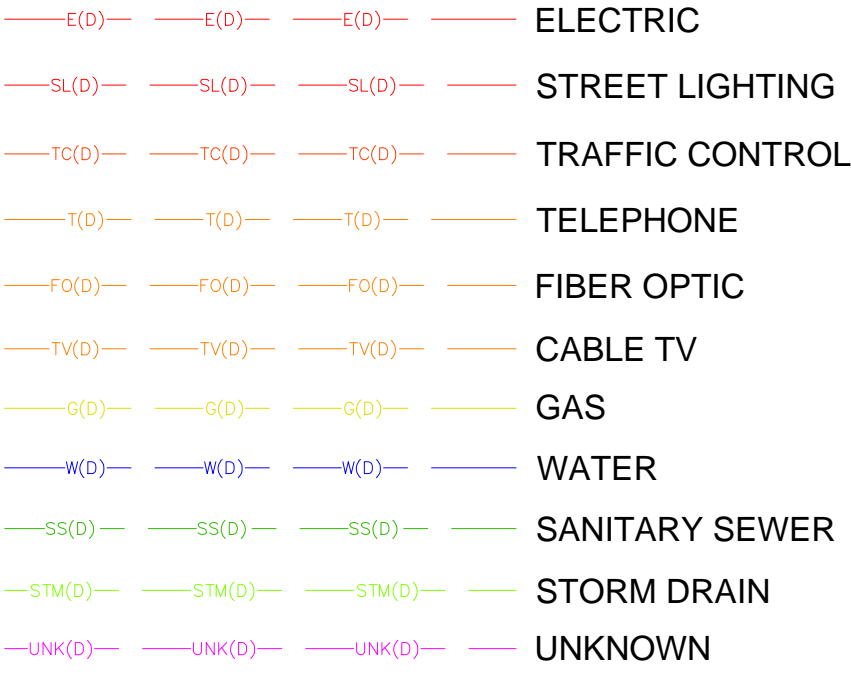 E(D) E(D) E(D) ELECTRIC
SL(D) SL(D) SL(D) STREET LIGHTING
TC(D) TC(D) TC(D) TRAFFIC CONTROL
T(D) T(D) T(D) TELEPHONE
FO(D) FO(D) FO(D) FIBER OPTIC
TV(D) TV(D) TV(D) CABLE TV
G(D) G(D) G(D) GAS
W(D) W(D) W(D) WATER
SS(D) SS(D) SS(D) SANITARY SEWER
STM(D) STM(D) STM(D) STORM DRAIN
UNK(D) UNK(D) UNK(D) UNKNOWN